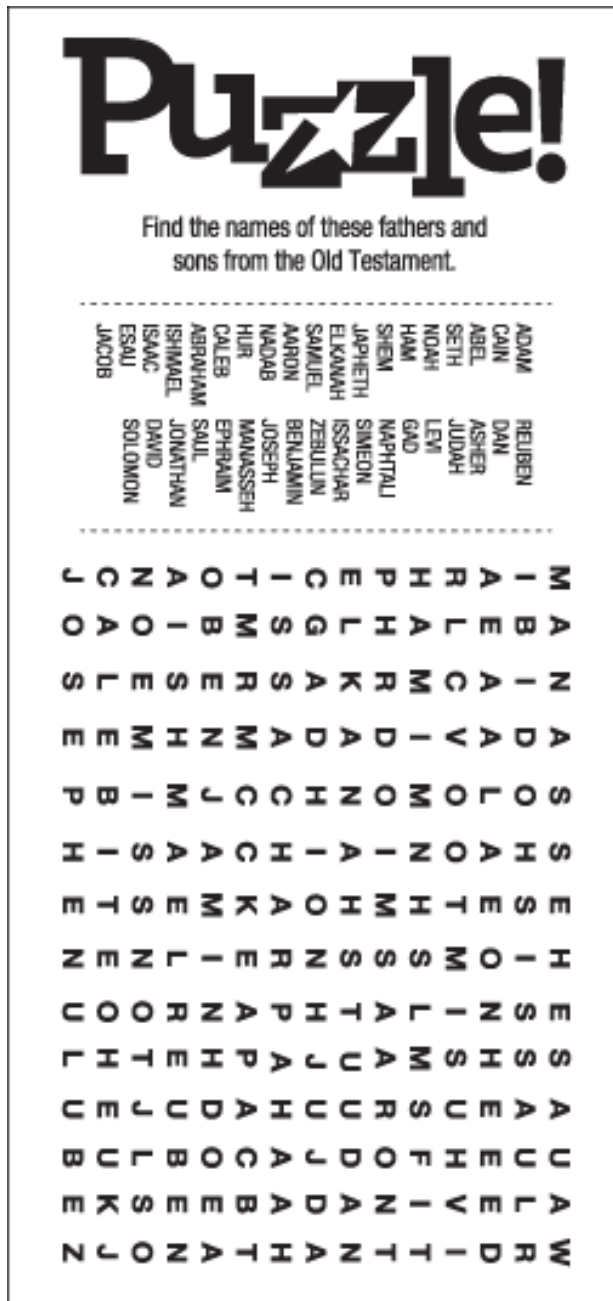 Puzzle!
Find the names of these fathers and
sons from the Old Testament.
ADAM REUBEN
CAIN DAN
ABEL ASHER
SETH JUDAH
NOAH LEVI
HAM GAD
SHEM NAPHTALI
JAPHETH SIMEON
ELKANAH ISSACHAR
SAMUEL ZEBULUN
AARON BENJAMIN
NADAB JOSEPH
HUR MANASSEH
CALEB EPHRAIM
ABRAHAM SAUL
ISHMAEL JONATHAN
ISAAC DAVID
ESAU SOLOMON
JACOB
M A N A S S E H E S A U A W
I B I D O H S I S S A U L R
A E A A L A E O N H E E E D
R L C V O O T M I S U H V I
H A M I M N H S L M S F I T
P H R D O I M S A A R O N T
E L K A N A H S T U U D A N
C G A D H I O N H J U J D A
I S S A C H A R P A H A A H
T M R M C C K E A P A C B T
O B E N J A M I N H D O E A
A I S H M A E L R E U B E N
N O E M I S S N O T J L S O
C A L E B I T E O H E U K J
J O S E P H E N U L U B E Z